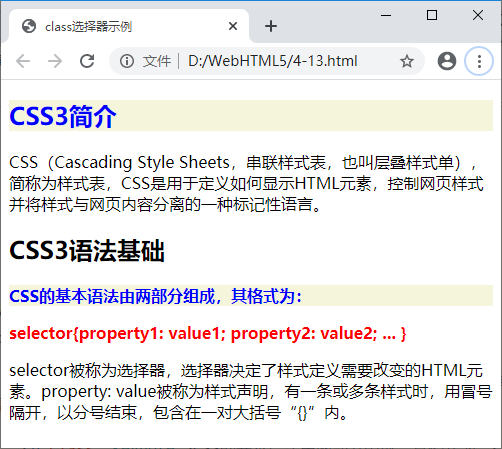 class选择器示例
文件 D:/WebHTML5/4-13.html
CSS3简介
CSS（Cascading Style Sheets，串联样式表，也叫层叠样式单），
简称为样式表，CSS是用于定义如何显示HTML元素，控制网页样式
并将样式与网页内容分离的一种标记性语言。
CSS3语法基础
CSS的基本语法由两部分组成，其格式为：
selector{property1: value1; property2: value2; ... }
selector被称为选择器，选择器决定了样式定义需要改变的HTML元
素。property: value被称为样式声明，有一条或多条样式时，用冒号
隔开，以分号结束，包含在一对大括号“{}”内。